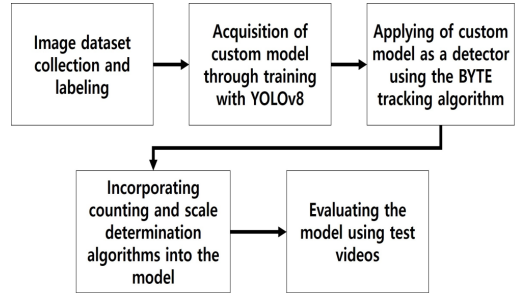 Image dataset
collection and
labeling
Acquisition of
custom model
through training
with YOLOv8
Applying of custom
model as a detector
using the BYTE
tracking algorithm
Incorporating
counting and scale
determination
algorithms into the
model
Evaluating the
model using test
videos